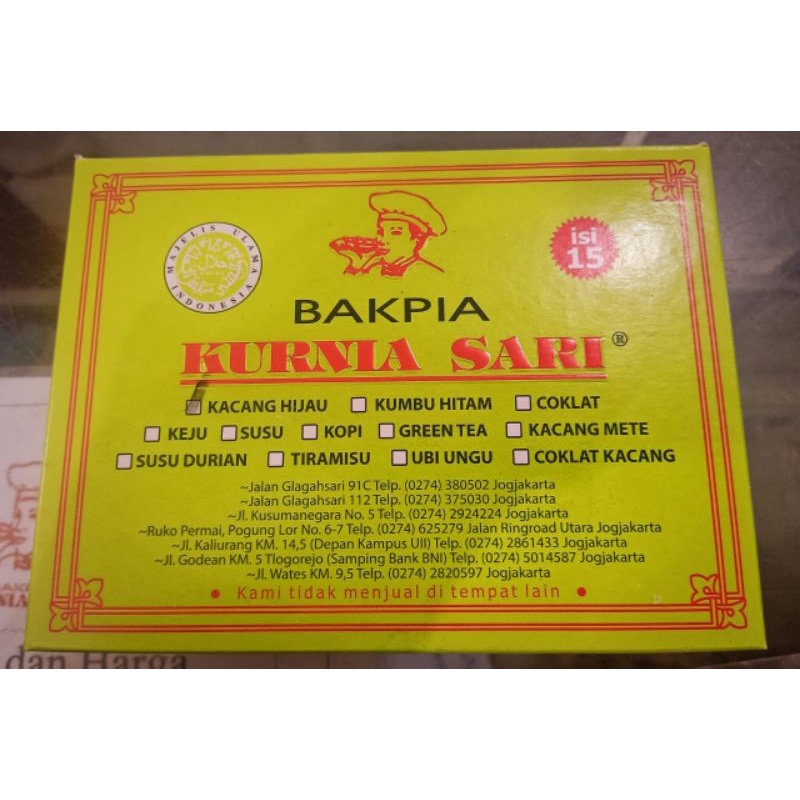 MAJELIS ULAMA INDONESIA
حلال
isi
15
BAKPIA
KURNIA SARI®
KACANG HIJAU KUMBU HITAM COKLAT
KEJU SUSU KOPI GREEN TEA KACANG METE
SUSU DURIAN TIRAMISU UBI UNGU COKLAT KACANG
~Jalan Glagahsari 91C Telp. (0274) 380502 Jogjakarta
~Jalan Glagahsari 112 Telp. (0274) 375030 Jogjakarta
~Jl. Kusumanegara No. 5 Telp. (0274) 2924224 Jogjakarta
~Ruko Permai, Pogung Lor No. 6-7 Telp. (0274) 625279 Jalan Ringroad Utara Jogjakarta
~Jl. Kaliurang KM. 14,5 (Depan Kampus UII) Telp. (0274) 2861433 Jogjakarta
~Jl. Godean KM. 5 Tlogorejo (Samping Bank BNI) Telp. (0274) 5014587 Jogjakarta
~Jl. Wates KM. 9,5 Telp. (0274) 2820597 Jogjakarta
• Kami tidak menjual di tempat lain •
dan Harga